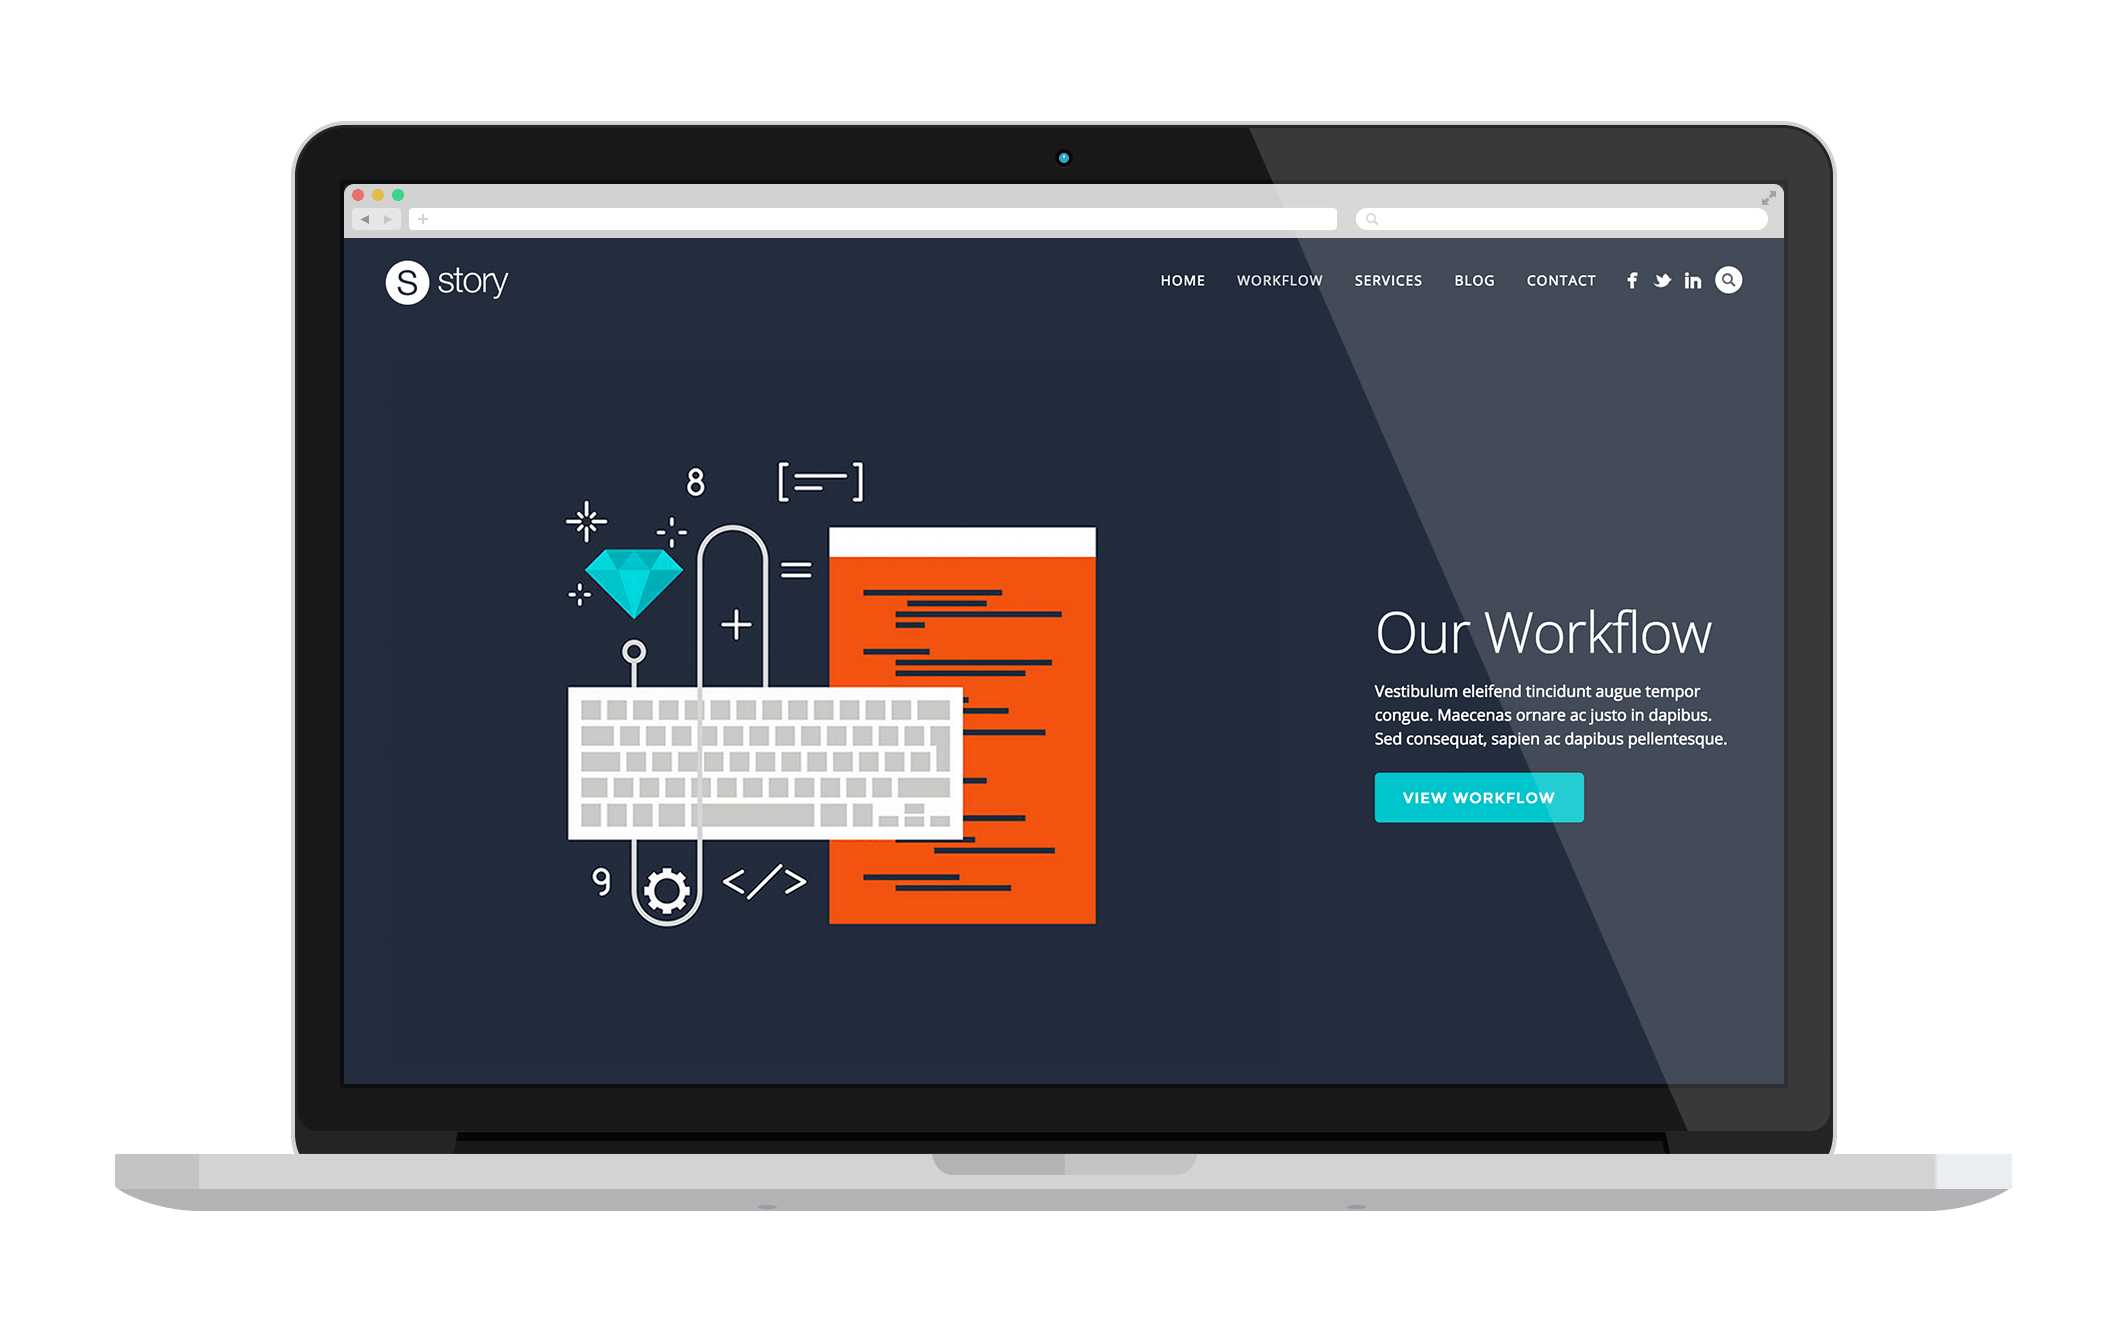 S story
HOME WORKFLOW SERVICES BLOG CONTACT f in
8 [=]
=
+
9 </>
Our Workflow
Vestibulum eleifend tincidunt augue tempor
congue. Maecenas ornare ac justo in dapibus.
Sed consequat, sapien ac dapibus pellentesque.
VIEW WORKFLOW